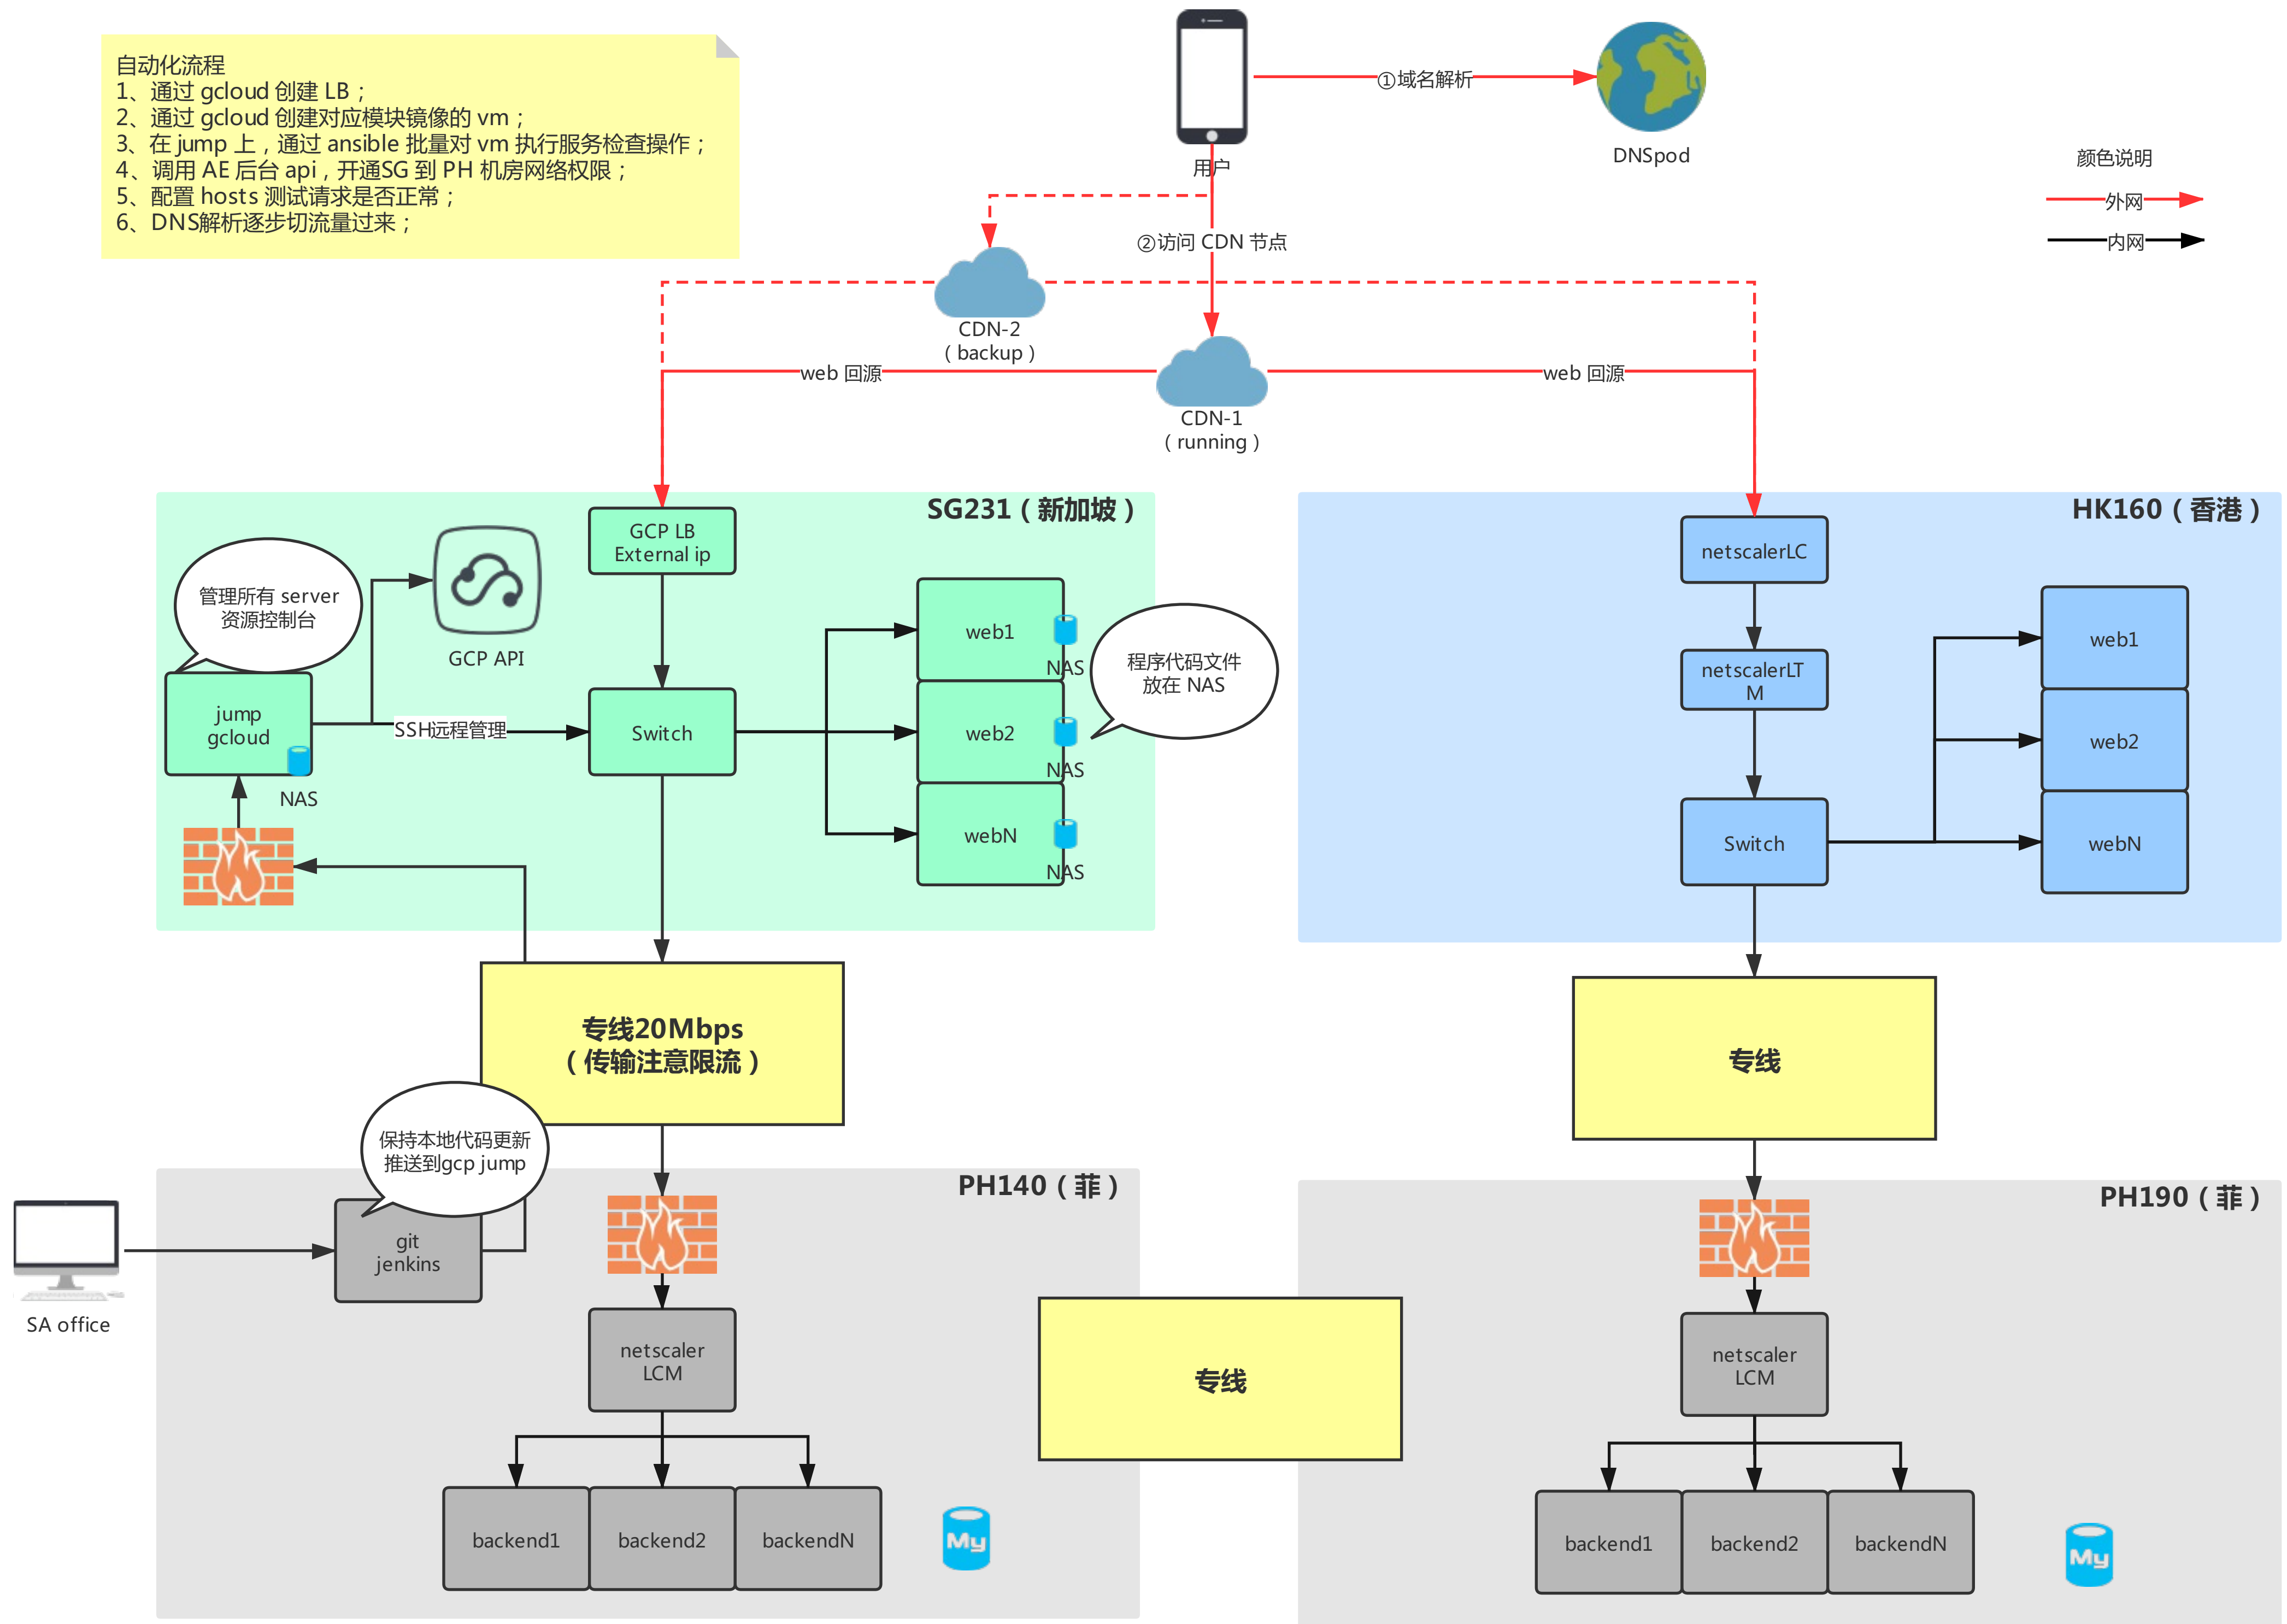 自动化流程
1、通过 gcloud 创建 LB；
2、通过 gcloud 创建对应模块镜像的 vm；
3、在 jump 上，通过 ansible 批量对 vm 执行服务检查操作；
4、调用 AE 后台 api，开通SG 到 PH 机房网络权限；
5、配置 hosts 测试请求是否正常；
6、DNS解析逐步切流量过来；
①域名解析
用户
DNSpod
颜色说明
外网
内网
②访问 CDN 节点
CDN-2
（backup）
web 回源
web 回源
CDN-1
（running）
SG231（新加坡）
GCP LB
External ip
管理所有 server
资源控制台
GCP API
jump
gcloud
NAS
SSH远程管理
Switch
web1
NAS
web2
NAS
webN
NAS
程序代码文件
放在 NAS
HK160（香港）
netscalerLC
netscalerLT
M
Switch
web1
web2
webN
专线20Mbps
（传输注意限流）
专线
保持本地代码更新
推送到gcp jump
PH140（菲）
SA office
git
jenkins
netscaler
LCM
backend1
backend2
backendN
My
专线
PH190（菲）
netscaler
LCM
backend1
backend2
backendN
My